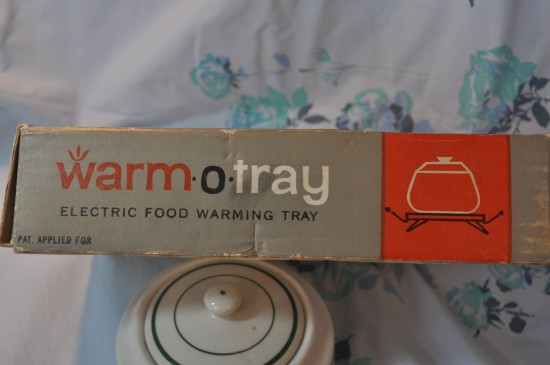 warm·o·tray
ELECTRIC FOOD WARMING TRAY
PAT. APPLIED FOR